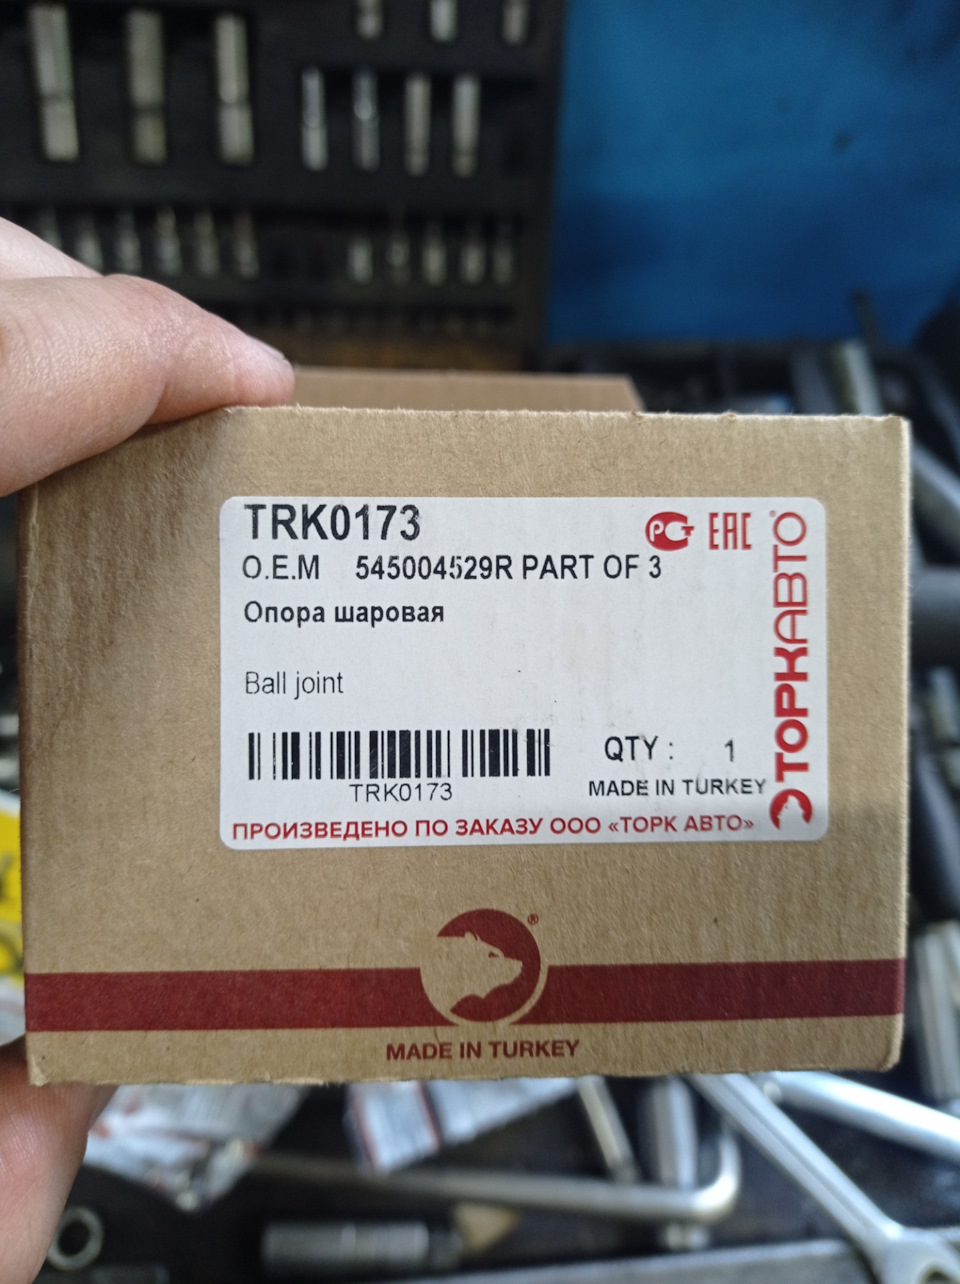 TRK0173
O.E.M 545004529R PART OF 3
Опора шаровая
Ball joint
TRK0173
QTY : 1
MADE IN TURKEY
ПРОИЗВЕДЕНО ПО ЗАКАЗУ ООО «ТОРК АВТО»
РСТ EAC
ТОРКАВТО®
®
MADE IN TURKEY